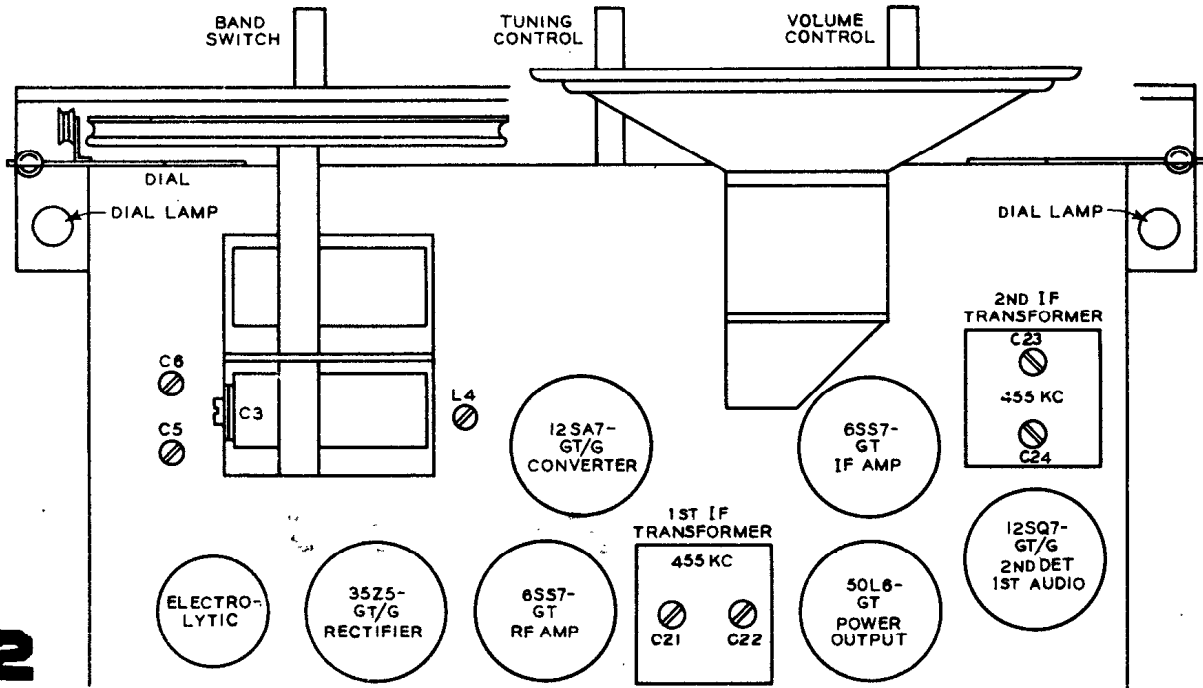 BAND
SWITCH
TUNING
CONTROL
VOLUME
CONTROL
DIAL
DIAL LAMP
DIAL LAMP
2ND IF
TRANSFORMER
C23
455 KC
C24
C6
C5
C3
L4
12SA7-
GT/G
CONVERTER
6SS7-
GT
IF AMP
1ST IF
TRANSFORMER
455 KC
C21
C22
12SQ7-
GT/G
2ND DET
1ST AUDIO
ELECTRO-
LYTIC
35Z5-
GT/G
RECTIFIER
6SS7-
GT
RF AMP
50L6-
GT
POWER
OUTPUT
2